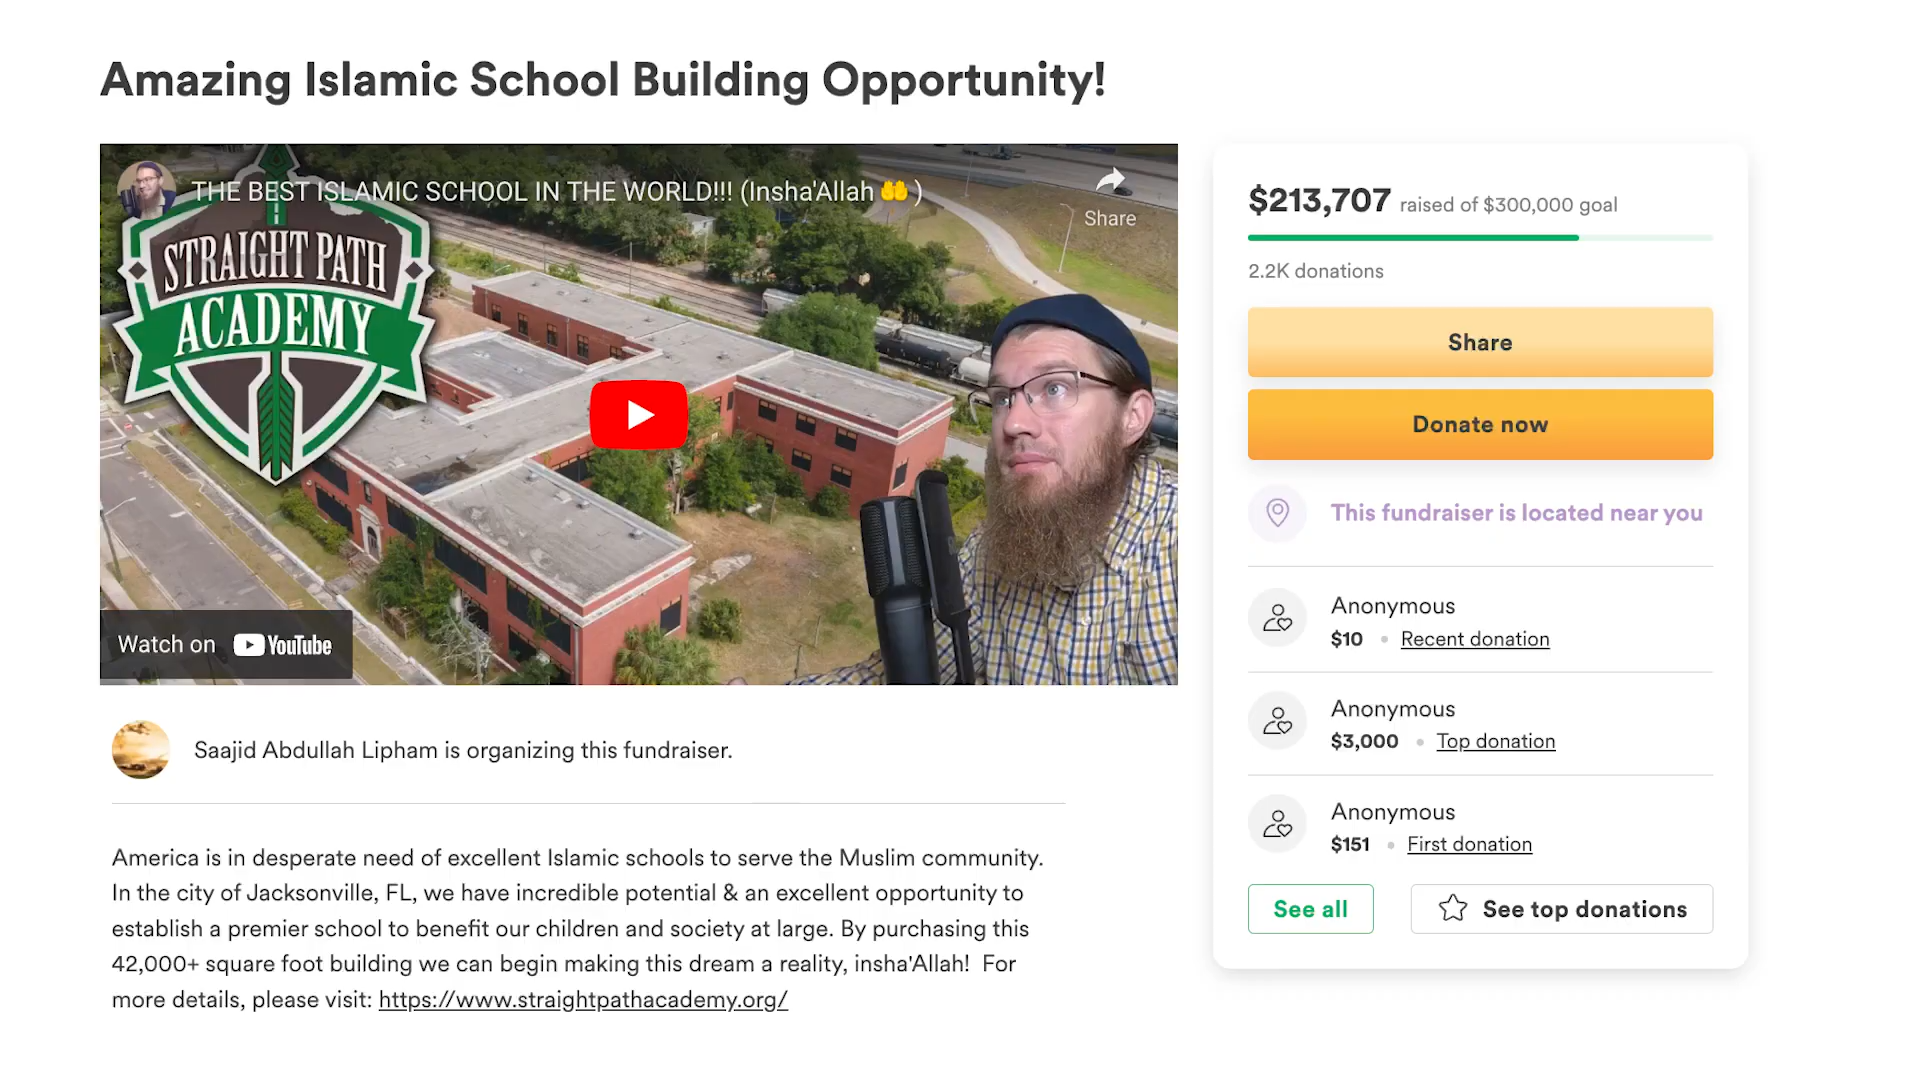 Amazing Islamic School Building Opportunity!
THE BEST ISLAMIC SCHOOL IN THE WORLD!!! (Insha'Allah 🤲 )
Share
STRAIGHT PATH
ACADEMY
Watch on YouTube
Saajid Abdullah Lipham is organizing this fundraiser.
America is in desperate need of excellent Islamic schools to serve the Muslim community.
In the city of Jacksonville, FL, we have incredible potential & an excellent opportunity to
establish a premier school to benefit our children and society at large. By purchasing this
42,000+ square foot building we can begin making this dream a reality, insha'Allah! For
more details, please visit: https://www.straightpathacademy.org/
$213,707 raised of $300,000 goal
2.2K donations
Share
Donate now
This fundraiser is located near you
Anonymous
$10 • Recent donation
Anonymous
$3,000 • Top donation
Anonymous
$151 • First donation
See all
See top donations